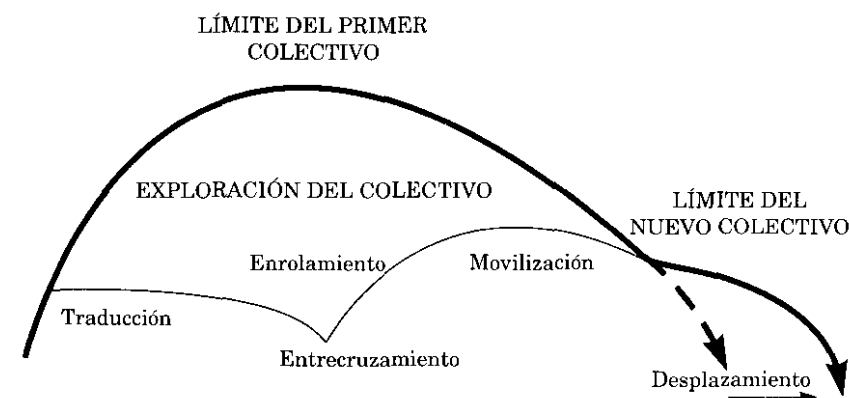 LÍMITE DEL PRIMER
COLECTIVO
EXPLORACIÓN DEL COLECTIVO
LÍMITE DEL
NUEVO COLECTIVO
Enrolamiento
Movilización
Traducción
Entrecruzamiento
Desplazamiento